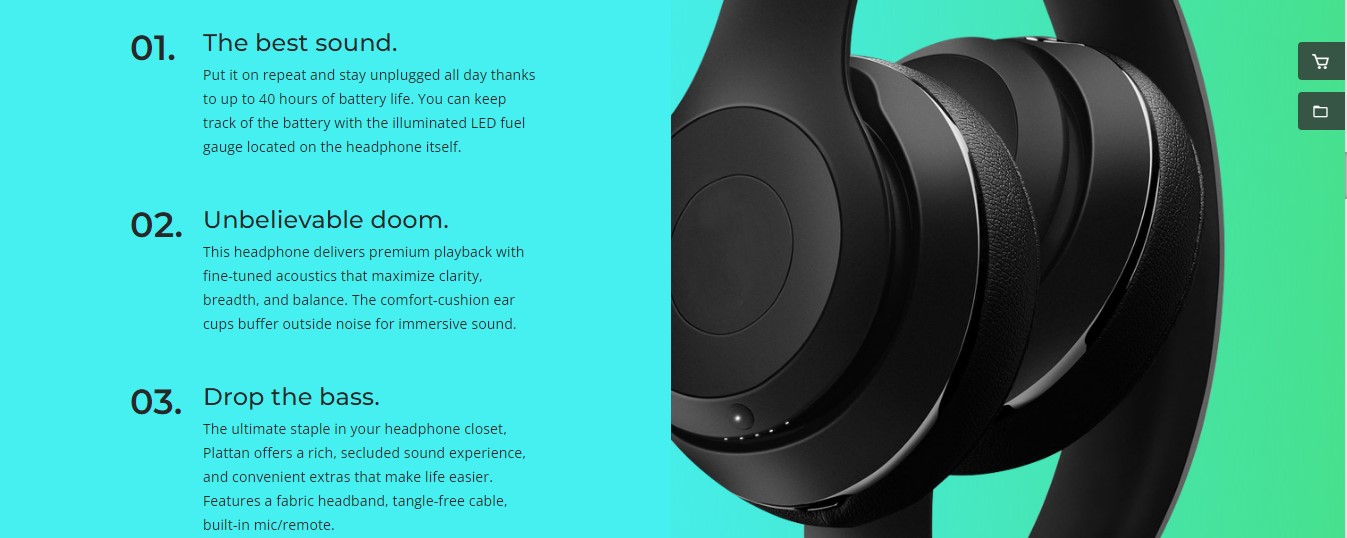 01.
The best sound.
Put it on repeat and stay unplugged all day thanks
to up to 40 hours of battery life. You can keep
track of the battery with the illuminated LED fuel
gauge located on the headphone itself.
02.
Unbelievable doom.
This headphone delivers premium playback with
fine-tuned acoustics that maximize clarity,
breadth, and balance. The comfort-cushion ear
cups buffer outside noise for immersive sound.
03.
Drop the bass.
The ultimate staple in your headphone closet,
Plattan offers a rich, secluded sound experience,
and convenient extras that make life easier.
Features a fabric headband, tangle-free cable,
built-in mic/remote.